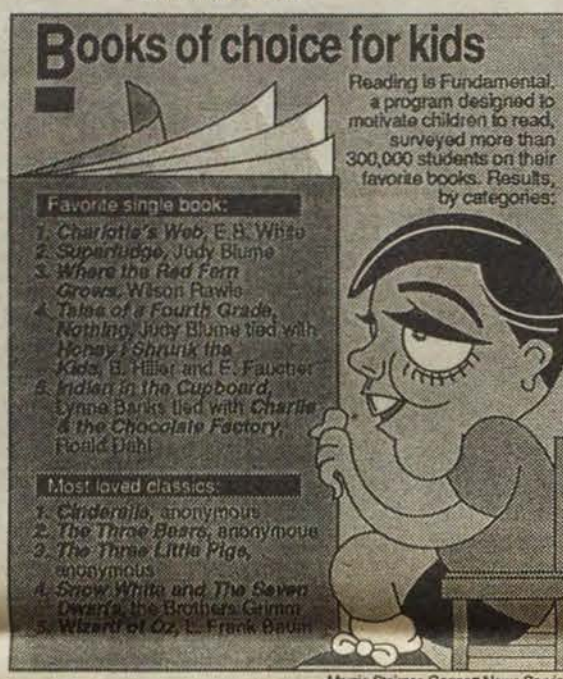 Books of choice for kids
Reading is Fundamental,
a program designed to
motivate children to read,
surveyed more than
300,000 students on their
favorite books. Results,
by categories:
Favorite single book:
1. Charlotte's Web, E.B. White
2. Superfudge, Judy Blume
3. Where the Red Fern
Grows, Wilson Rawls
4. Tales of a Fourth Grade,
Nothing, Judy Blume tied with
Honey I Shrunk the
Kids, B. Hiller and E. Faucher
5. Indian in the Cupboard,
Lynne Banks tied with Charlie
& the Chocolate Factory,
Roald Dahl
Most loved classics:
1. Cinderella, anonymous
2. The Three Bears, anonymous
3. The Three Little Pigs,
anonymous
4. Snow White and The Seven
Dwarfs, the Brothers Grimm
5. Wizard of Oz, L. Frank Baum